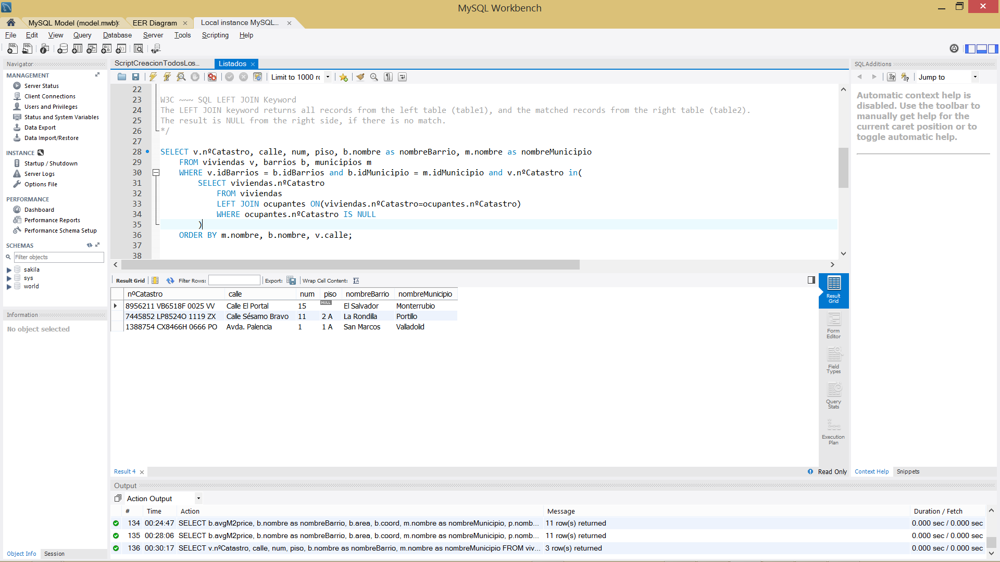 MySQL Workbench
MySQL Model (model.mwb)
EER Diagram
Local instance MySQL...
File Edit View Query Database Server Tools Scripting Help
Navigator
MANAGEMENT
Server Status
Client Connections
Users and Privileges
Status and System Variables
Data Export
Data Import/Restore
INSTANCE
Startup / Shutdown
Server Logs
Options File
PERFORMANCE
Dashboard
Performance Reports
Performance Schema Setup
SCHEMAS
Filter objects
sakila
sys
world
Information
No object selected
Object Info
Session
ScriptCreacionTodosLos...
Listados
Limit to 1000 r
22
23 W3C ~~~ SQL LEFT JOIN Keyword
24 The LEFT JOIN keyword returns all records from the left table (table1), and the matched records from the right table (table2).
25 The result is NULL from the right side, if there is no match.
26 */
27
28 SELECT v.nºCatastro, calle, num, piso, b.nombre as nombreBarrio, m.nombre as nombreMunicipio
29 FROM viviendas v, barrios b, municipios m
30 WHERE v.idBarrios = b.idBarrios and b.idMunicipio = m.idMunicipio and v.nºCatastro in(
31 SELECT viviendas.nºCatastro
32 FROM viviendas
33 LEFT JOIN ocupantes ON(viviendas.nºCatastro=ocupantes.nºCatastro)
34 WHERE ocupantes.nºCatastro IS NULL
35 )
36 ORDER BY m.nombre, b.nombre, v.calle;
37
38
Result Grid Filter Rows: Export: Wrap Cell Content:
nºCatastro calle num piso nombreBarrio nombreMunicipio
8956211 VB6518F 0025 VV Calle El Portal 15 NULL El Salvador Monterrubio
7445852 LP8524O 1119 ZX Calle Sésamo Bravo 11 2 A La Rondilla Portillo
1388754 CX8466H 0666 PO Avda. Palencia 1 1 A San Marcos Valladolid
Result Grid
Form Editor
Field Types
Query Stats
Execution Plan
Result 4
Read Only
SQLAdditions
Jump to
Automatic context help is
disabled. Use the toolbar to
manually get help for the
current caret position or to
toggle automatic help.
Context Help
Snippets
Output
Action Output
# Time Action Message Duration / Fetch
134 00:24:47 SELECT b.avgM2price, b.nombre as nombreBarrio, b.area, b.coord, m.nombre as nombreMunicipio, p.nomb... 11 row(s) returned 0.000 sec / 0.000 sec
135 00:28:06 SELECT b.avgM2price, b.nombre as nombreBarrio, b.area, b.coord, m.nombre as nombreMunicipio, p.nomb... 11 row(s) returned 0.000 sec / 0.000 sec
136 00:30:17 SELECT v.nºCatastro, calle, num, piso, b.nombre as nombreBarrio, m.nombre as nombreMunicipio FROM viv... 3 row(s) returned 0.000 sec / 0.000 sec